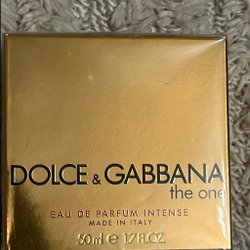 DOLCE & GABBANA
the one
EAU DE PARFUM INTENSE
MADE IN ITALY
50ml e 1.7 FL.OZ.